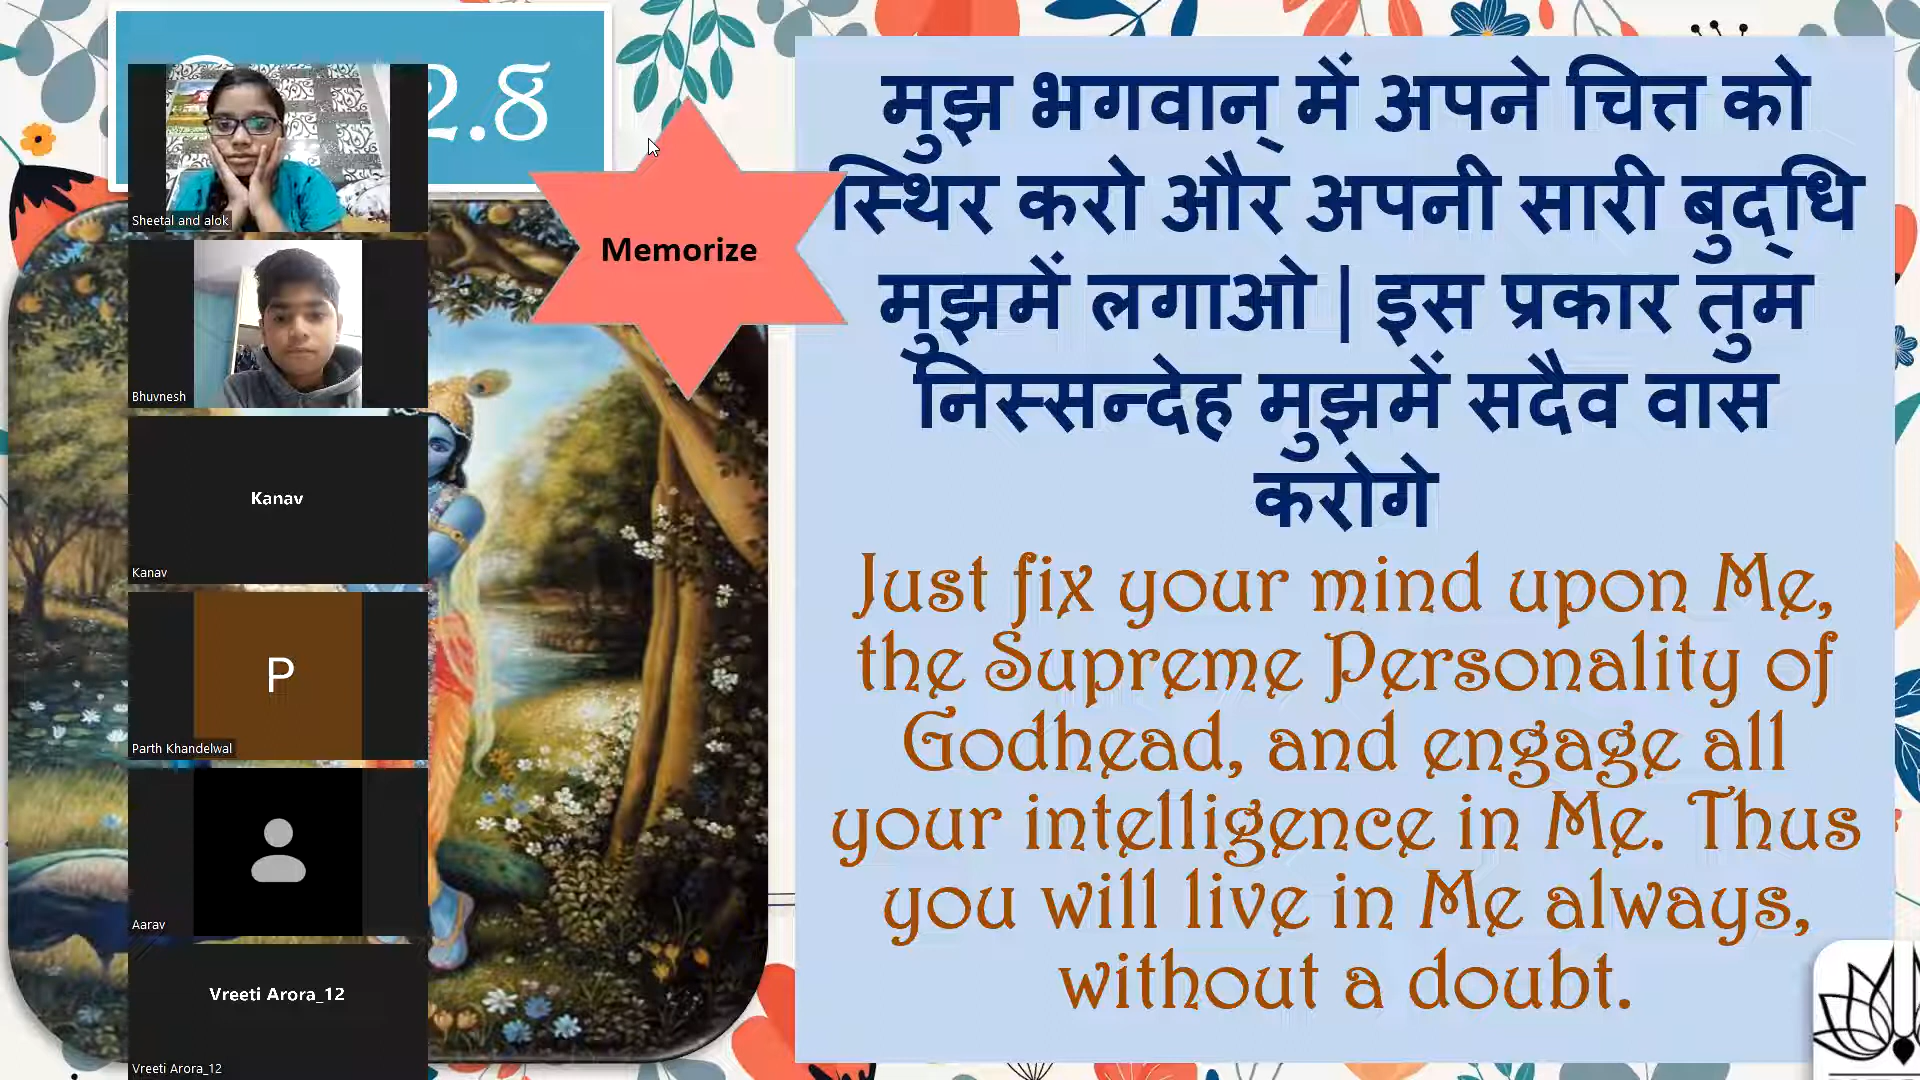 2.8
Sheetal and alok
Memorize
Bhuvnesh
Kanav
Kanav
P
Parth Khandelwal
Aarav
Vreeti Arora_12
Vreeti Arora_12
मुझ भगवान् में अपने चित्त को
स्थिर करो और अपनी सारी बुद्धि
मुझमें लगाओ | इस प्रकार तुम
निस्सन्देह मुझमें सदैव वास
करोगे
Just fix your mind upon Me,
the Supreme Personality of
Godhead, and engage all
your intelligence in Me. Thus
you will live in Me always,
without a doubt.